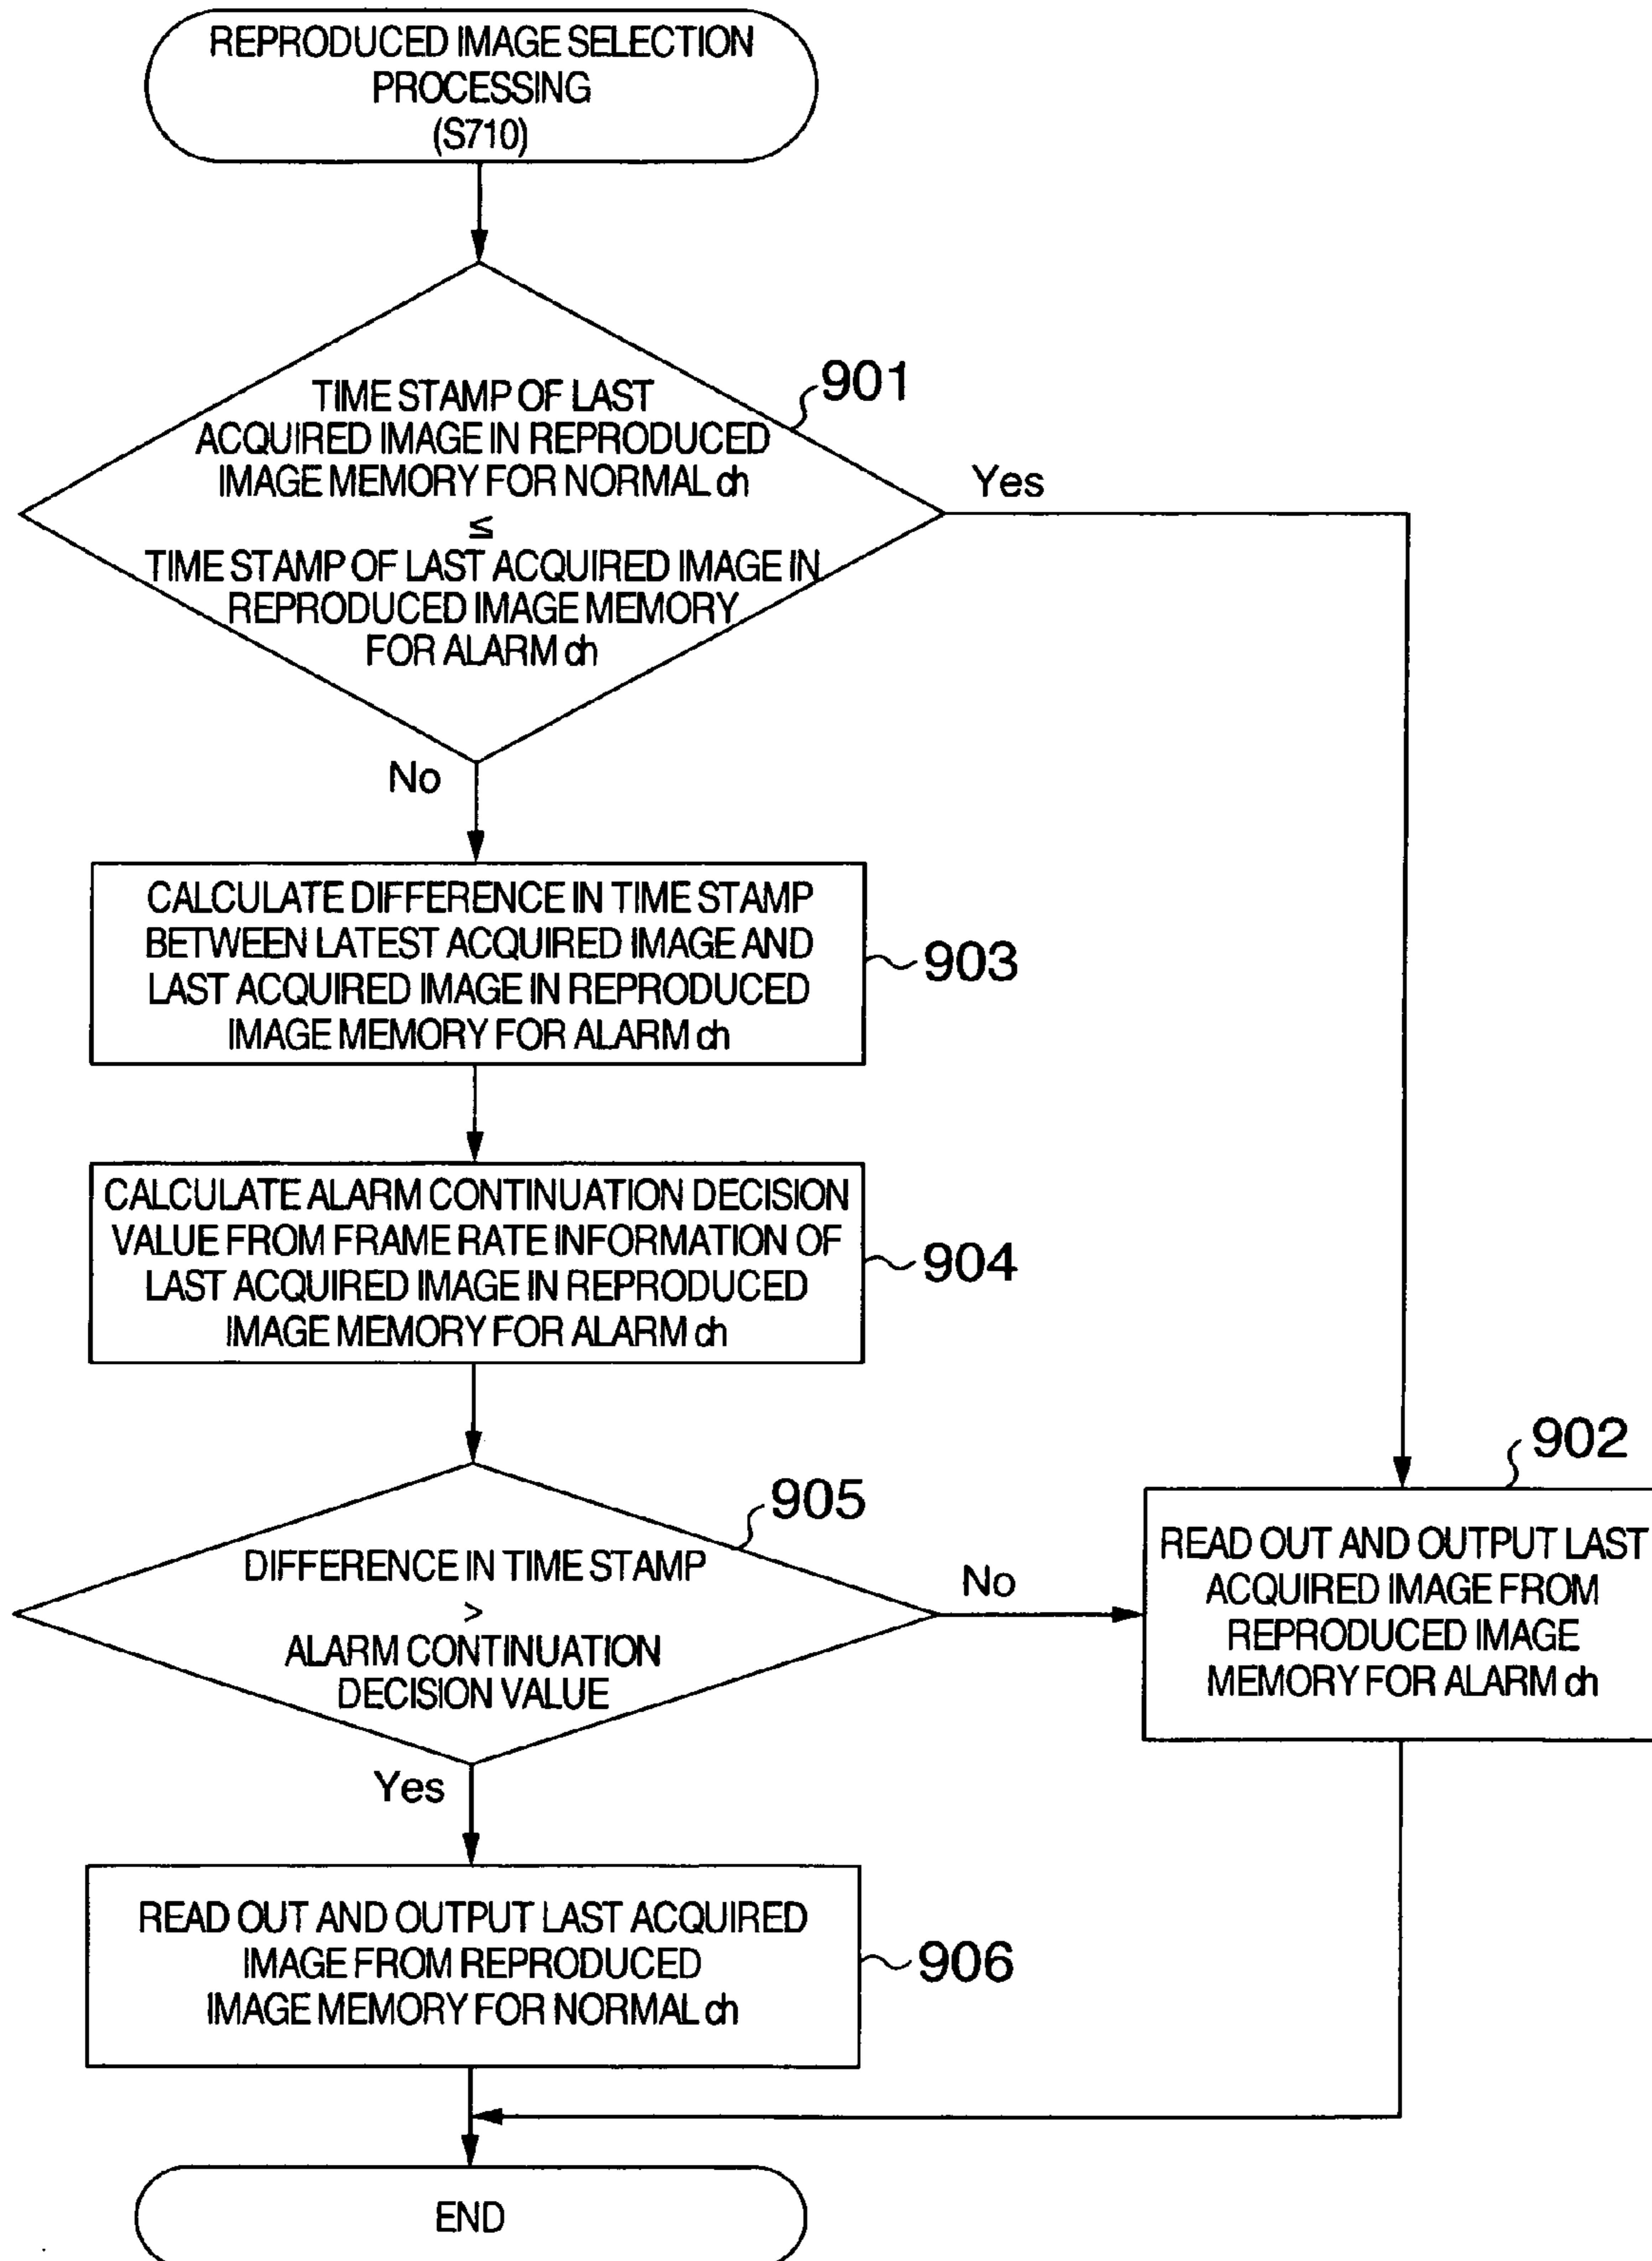 REPRODUCED IMAGE SELECTION
PROCESSING
(S710)
TIME STAMP OF LAST
ACQUIRED IMAGE IN REPRODUCED
IMAGE MEMORY FOR NORMAL ch
≤
TIME STAMP OF LAST ACQUIRED IMAGE IN
REPRODUCED IMAGE MEMORY
FOR ALARM ch
901
Yes
No
CALCULATE DIFFERENCE IN TIME STAMP
BETWEEN LATEST ACQUIRED IMAGE AND
LAST ACQUIRED IMAGE IN REPRODUCED
IMAGE MEMORY FOR ALARM ch
903
CALCULATE ALARM CONTINUATION DECISION
VALUE FROM FRAME RATE INFORMATION OF
LAST ACQUIRED IMAGE IN REPRODUCED
IMAGE MEMORY FOR ALARM ch
904
DIFFERENCE IN TIME STAMP
>
ALARM CONTINUATION
DECISION VALUE
905
No
Yes
902
READ OUT AND OUTPUT LAST
ACQUIRED IMAGE FROM
REPRODUCED IMAGE
MEMORY FOR ALARM ch
READ OUT AND OUTPUT LAST ACQUIRED
IMAGE FROM REPRODUCED
IMAGE MEMORY FOR NORMAL ch
906
END